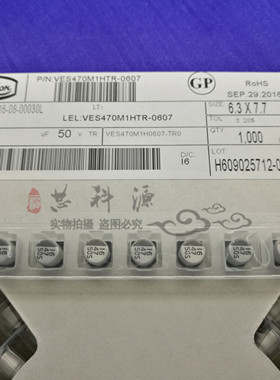 P/N:VES470M1HTR-0607
GP
RoHS
SEP.29.2016
LT:
LEL:VES470M1HTR-0607
SIZE
6.3 X 7.7
TOL
± 20%
uF 50 v TR
VES470M1H0607-TR0
QTY
1,000
D/C:
I6
LOT:
H609025712-0
芯科源
实物拍摄 盗图必究